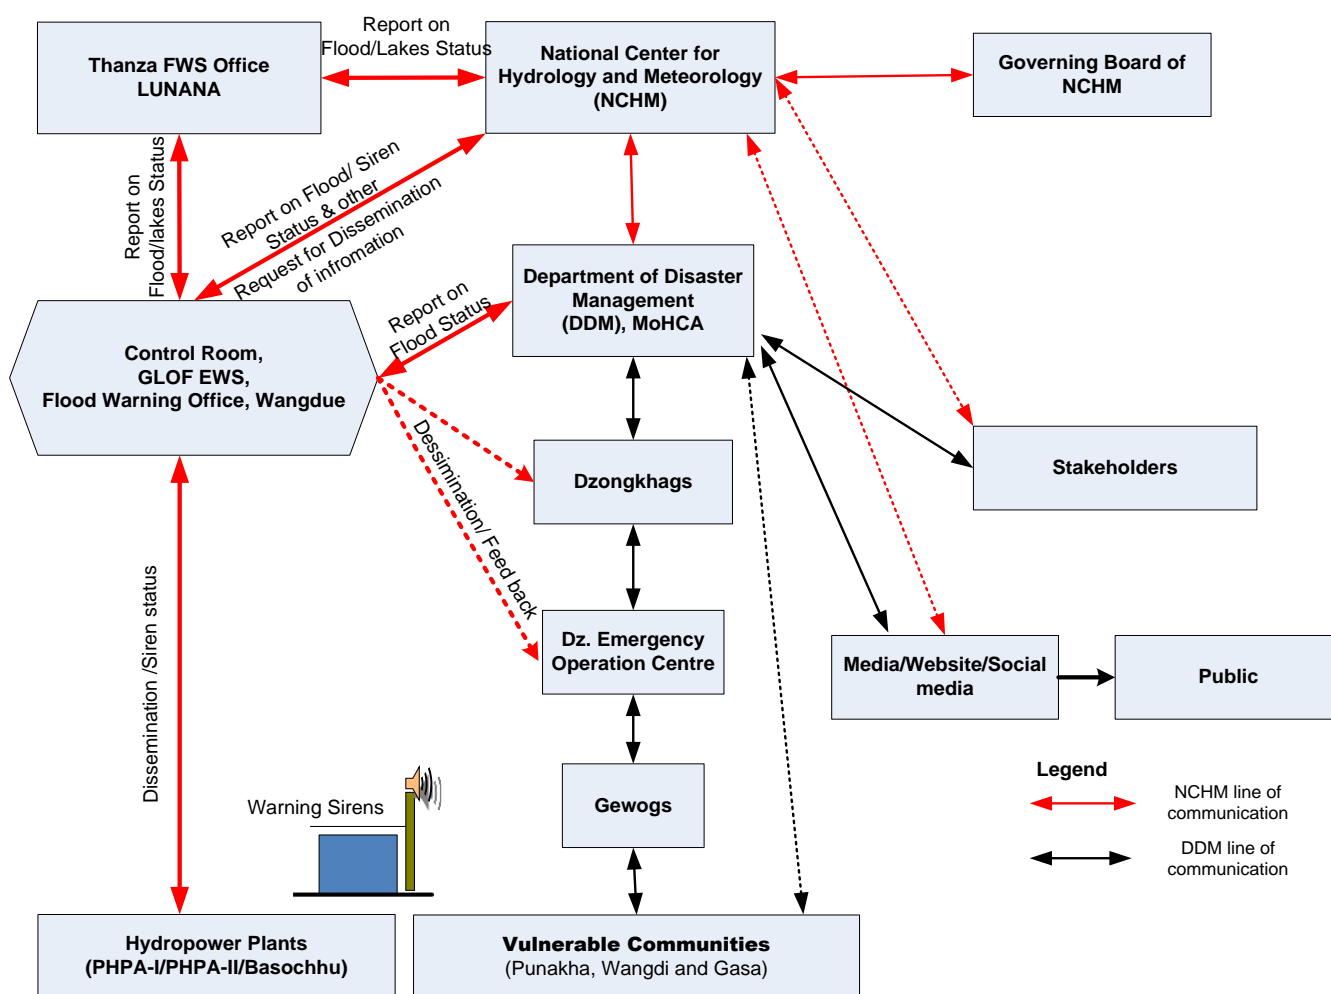 Report on
Flood/Lakes Status
Thanza FWS Office
LUNANA
National Center for
Hydrology and Meteorology
(NCHM)
Governing Board of
NCHM
Report on
Flood/lakes Status
Report on Flood/ Siren
Status & other
Request for Dissemination
of infromation
Department of Disaster
Management
(DDM), MoHCA
Report on
Flood Status
Control Room,
GLOF EWS,
Flood Warning Office, Wangdue
Dessimination/ Feed back
Dzongkhags
Stakeholders
Dz. Emergency
Operation Centre
Media/Website/Social
media
Public
Dissemination /Siren status
Warning Sirens
Gewogs
Legend
NCHM line of
communication
DDM line of
communication
Hydropower Plants
(PHPA-I/PHPA-II/Basochhu)
Vulnerable Communities
(Punakha, Wangdi and Gasa)